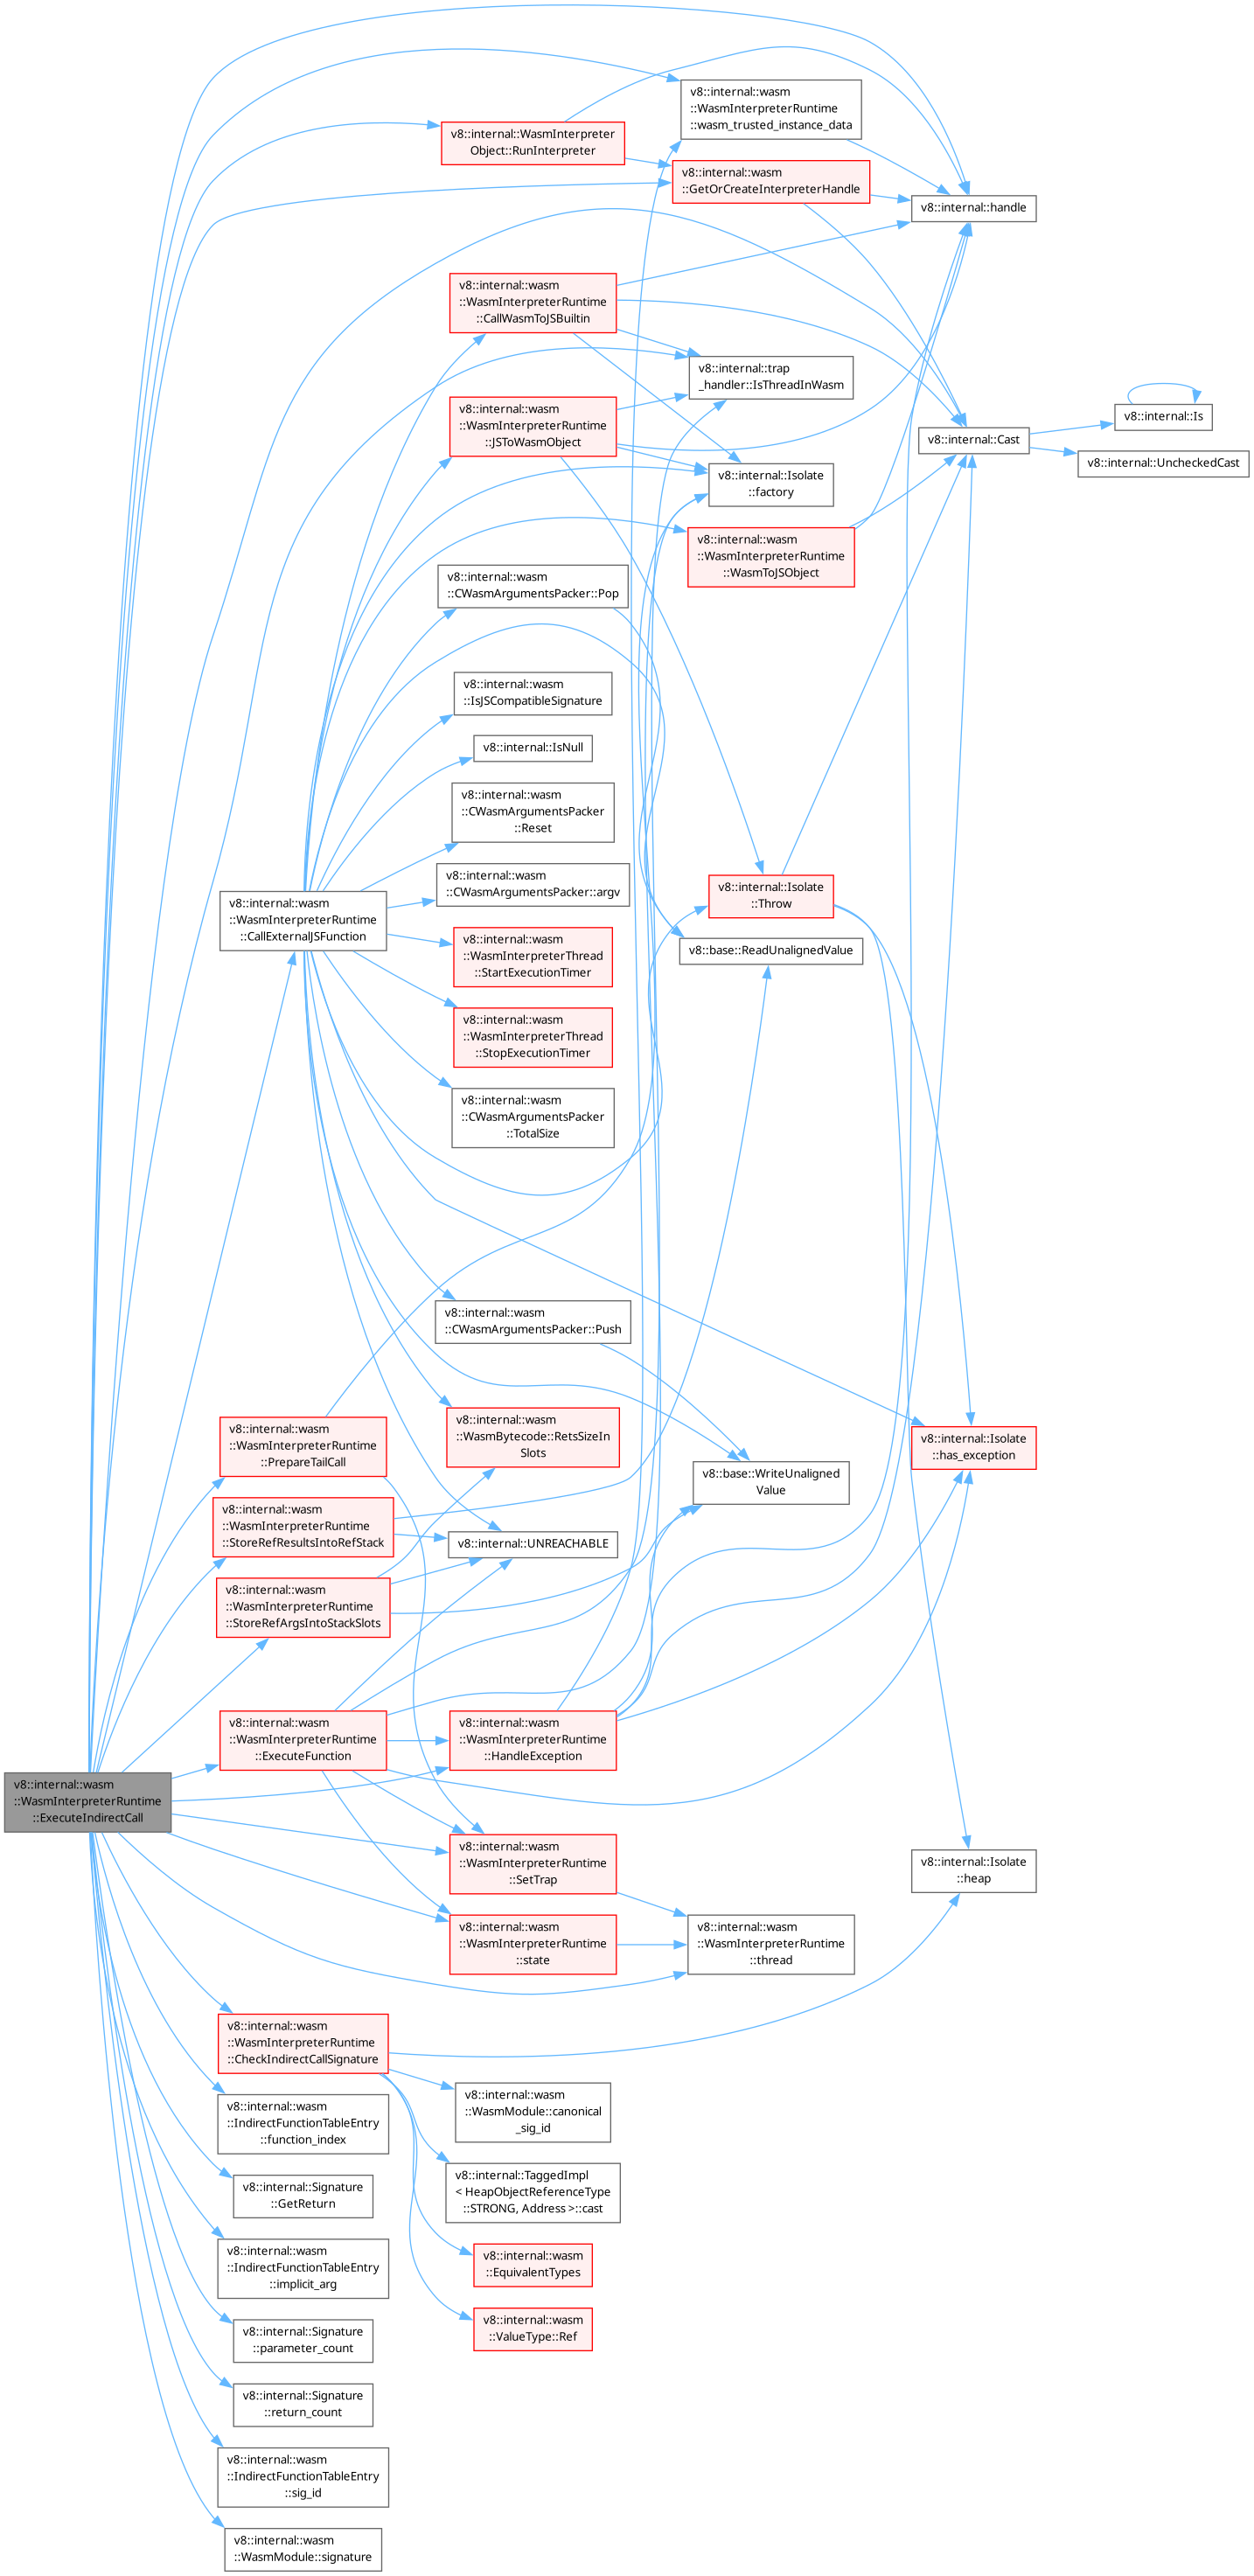 v8::internal::wasm
::WasmInterpreterRuntime
::wasm_trusted_instance_data
v8::internal::WasmInterpreter
Object::RunInterpreter
v8::internal::wasm
::GetOrCreateInterpreterHandle
v8::internal::handle
v8::internal::wasm
::WasmInterpreterRuntime
::CallWasmToJSBuiltin
v8::internal::trap
_handler::IsThreadInWasm
v8::internal::Is
v8::internal::wasm
::WasmInterpreterRuntime
::JSToWasmObject
v8::internal::Cast
v8::internal::UncheckedCast
v8::internal::Isolate
::factory
v8::internal::wasm
::WasmInterpreterRuntime
::WasmToJSObject
v8::internal::wasm
::CWasmArgumentsPacker::Pop
v8::internal::wasm
::IsJSCompatibleSignature
v8::internal::IsNull
v8::internal::wasm
::CWasmArgumentsPacker
::Reset
v8::internal::wasm
::CWasmArgumentsPacker::argv
v8::internal::Isolate
::Throw
v8::internal::wasm
::WasmInterpreterRuntime
::CallExternalJSFunction
v8::internal::wasm
::WasmInterpreterThread
::StartExecutionTimer
v8::base::ReadUnalignedValue
v8::internal::wasm
::WasmInterpreterThread
::StopExecutionTimer
v8::internal::wasm
::CWasmArgumentsPacker
::TotalSize
v8::internal::wasm
::CWasmArgumentsPacker::Push
v8::internal::wasm
::WasmInterpreterRuntime
::PrepareTailCall
v8::internal::wasm
::WasmBytecode::RetsSizeIn
Slots
v8::internal::Isolate
::has_exception
v8::base::WriteUnaligned
Value
v8::internal::wasm
::WasmInterpreterRuntime
::StoreRefResultsIntoRefStack
v8::internal::UNREACHABLE
v8::internal::wasm
::WasmInterpreterRuntime
::StoreRefArgsIntoStackSlots
v8::internal::wasm
::WasmInterpreterRuntime
::ExecuteFunction
v8::internal::wasm
::WasmInterpreterRuntime
::HandleException
v8::internal::wasm
::WasmInterpreterRuntime
::ExecuteIndirectCall
v8::internal::wasm
::WasmInterpreterRuntime
::SetTrap
v8::internal::Isolate
::heap
v8::internal::wasm
::WasmInterpreterRuntime
::state
v8::internal::wasm
::WasmInterpreterRuntime
::thread
v8::internal::wasm
::WasmInterpreterRuntime
::CheckIndirectCallSignature
v8::internal::wasm
::WasmModule::canonical
_sig_id
v8::internal::wasm
::IndirectFunctionTableEntry
::function_index
v8::internal::TaggedImpl
< HeapObjectReferenceType
::STRONG, Address >::cast
v8::internal::Signature
::GetReturn
v8::internal::wasm
::IndirectFunctionTableEntry
::implicit_arg
v8::internal::wasm
::EquivalentTypes
v8::internal::Signature
::parameter_count
v8::internal::wasm
::ValueType::Ref
v8::internal::Signature
::return_count
v8::internal::wasm
::IndirectFunctionTableEntry
::sig_id
v8::internal::wasm
::WasmModule::signature